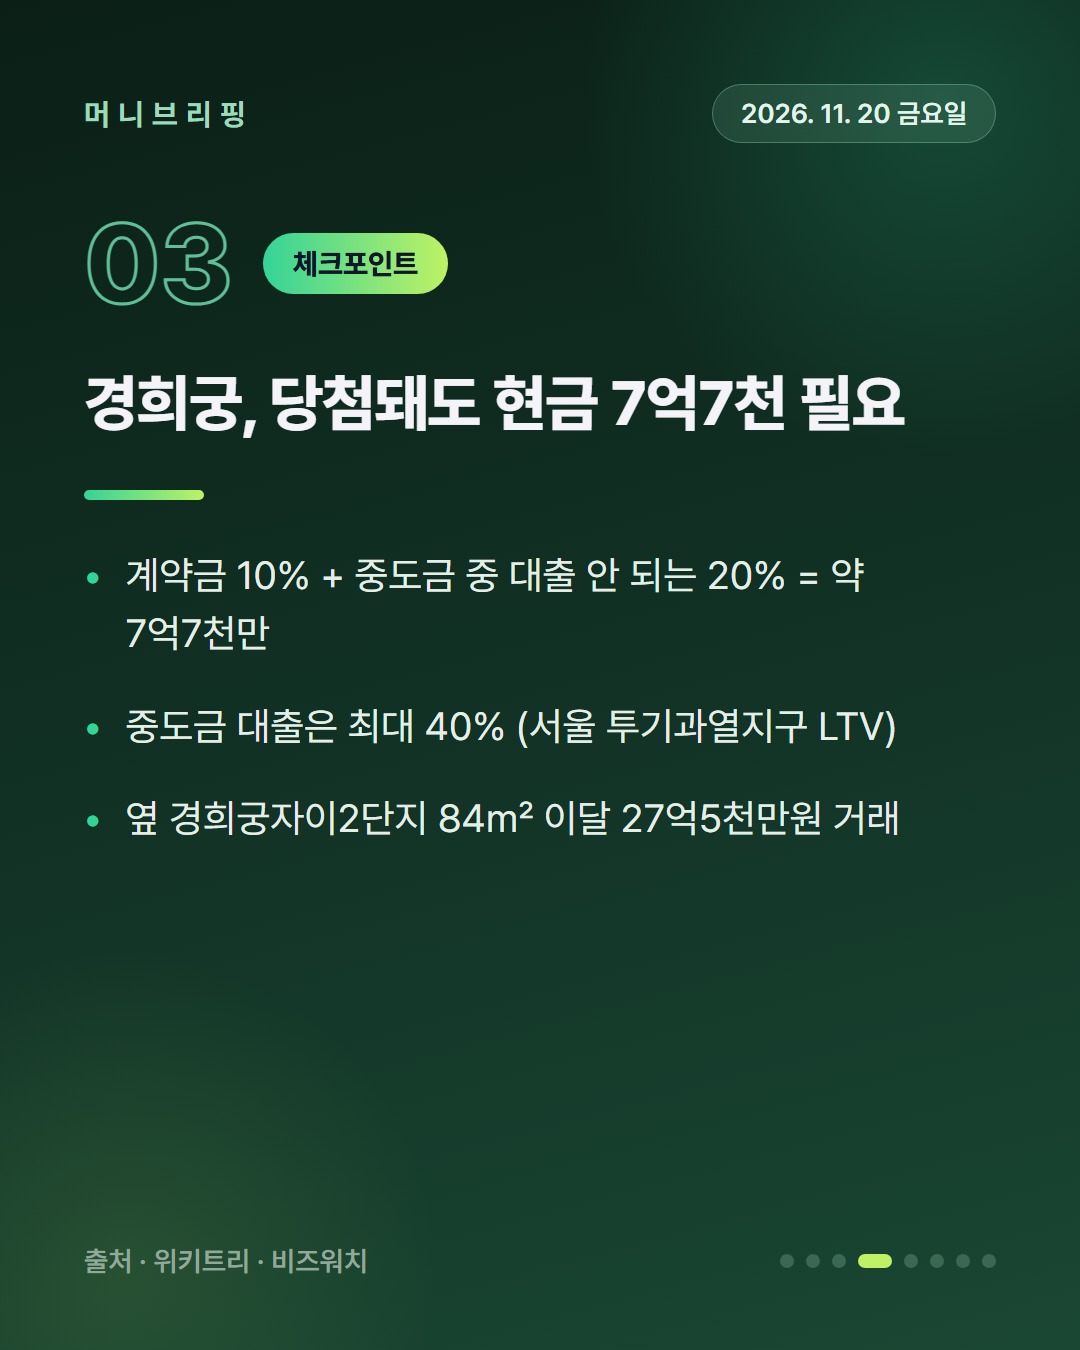 머니브리핑
2026. 11. 20 금요일
03
체크포인트
경희궁, 당첨돼도 현금 7억7천 필요
• 계약금 10% + 중도금 중 대출 안 되는 20% = 약
7억7천만
• 중도금 대출은 최대 40% (서울 투기과열지구 LTV)
• 옆 경희궁자이2단지 84m² 이달 27억5천만원 거래
출처 · 위키트리 · 비즈워치